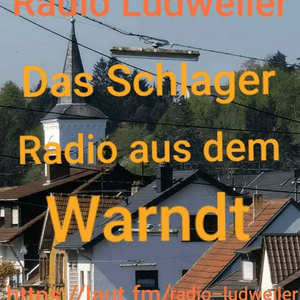 Radio Ludweiler
Das Schlager
Radio aus dem
Warndt
https://laut.fm/radio-ludweiler